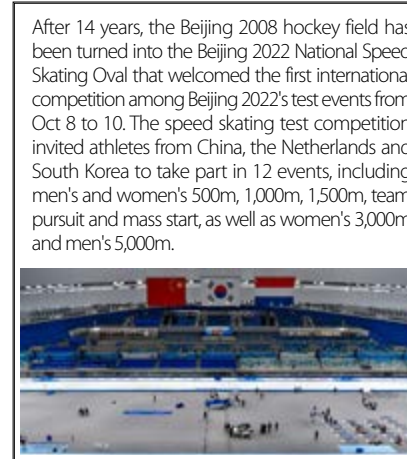 After 14 years, the Beijing 2008 hockey field has
been turned into the Beijing 2022 National Speed
Skating Oval that welcomed the first internationa
competition among Beijing 2022's test events from
Oct 8 to 10. The speed skating test competition
invited athletes from China, the Netherlands and
South Korea to take part in 12 events, including
men's and women's 500m, 1,000m, 1,500m, team
pursuit and mass start, as well as women's 3,000m
and men's 5,000m.